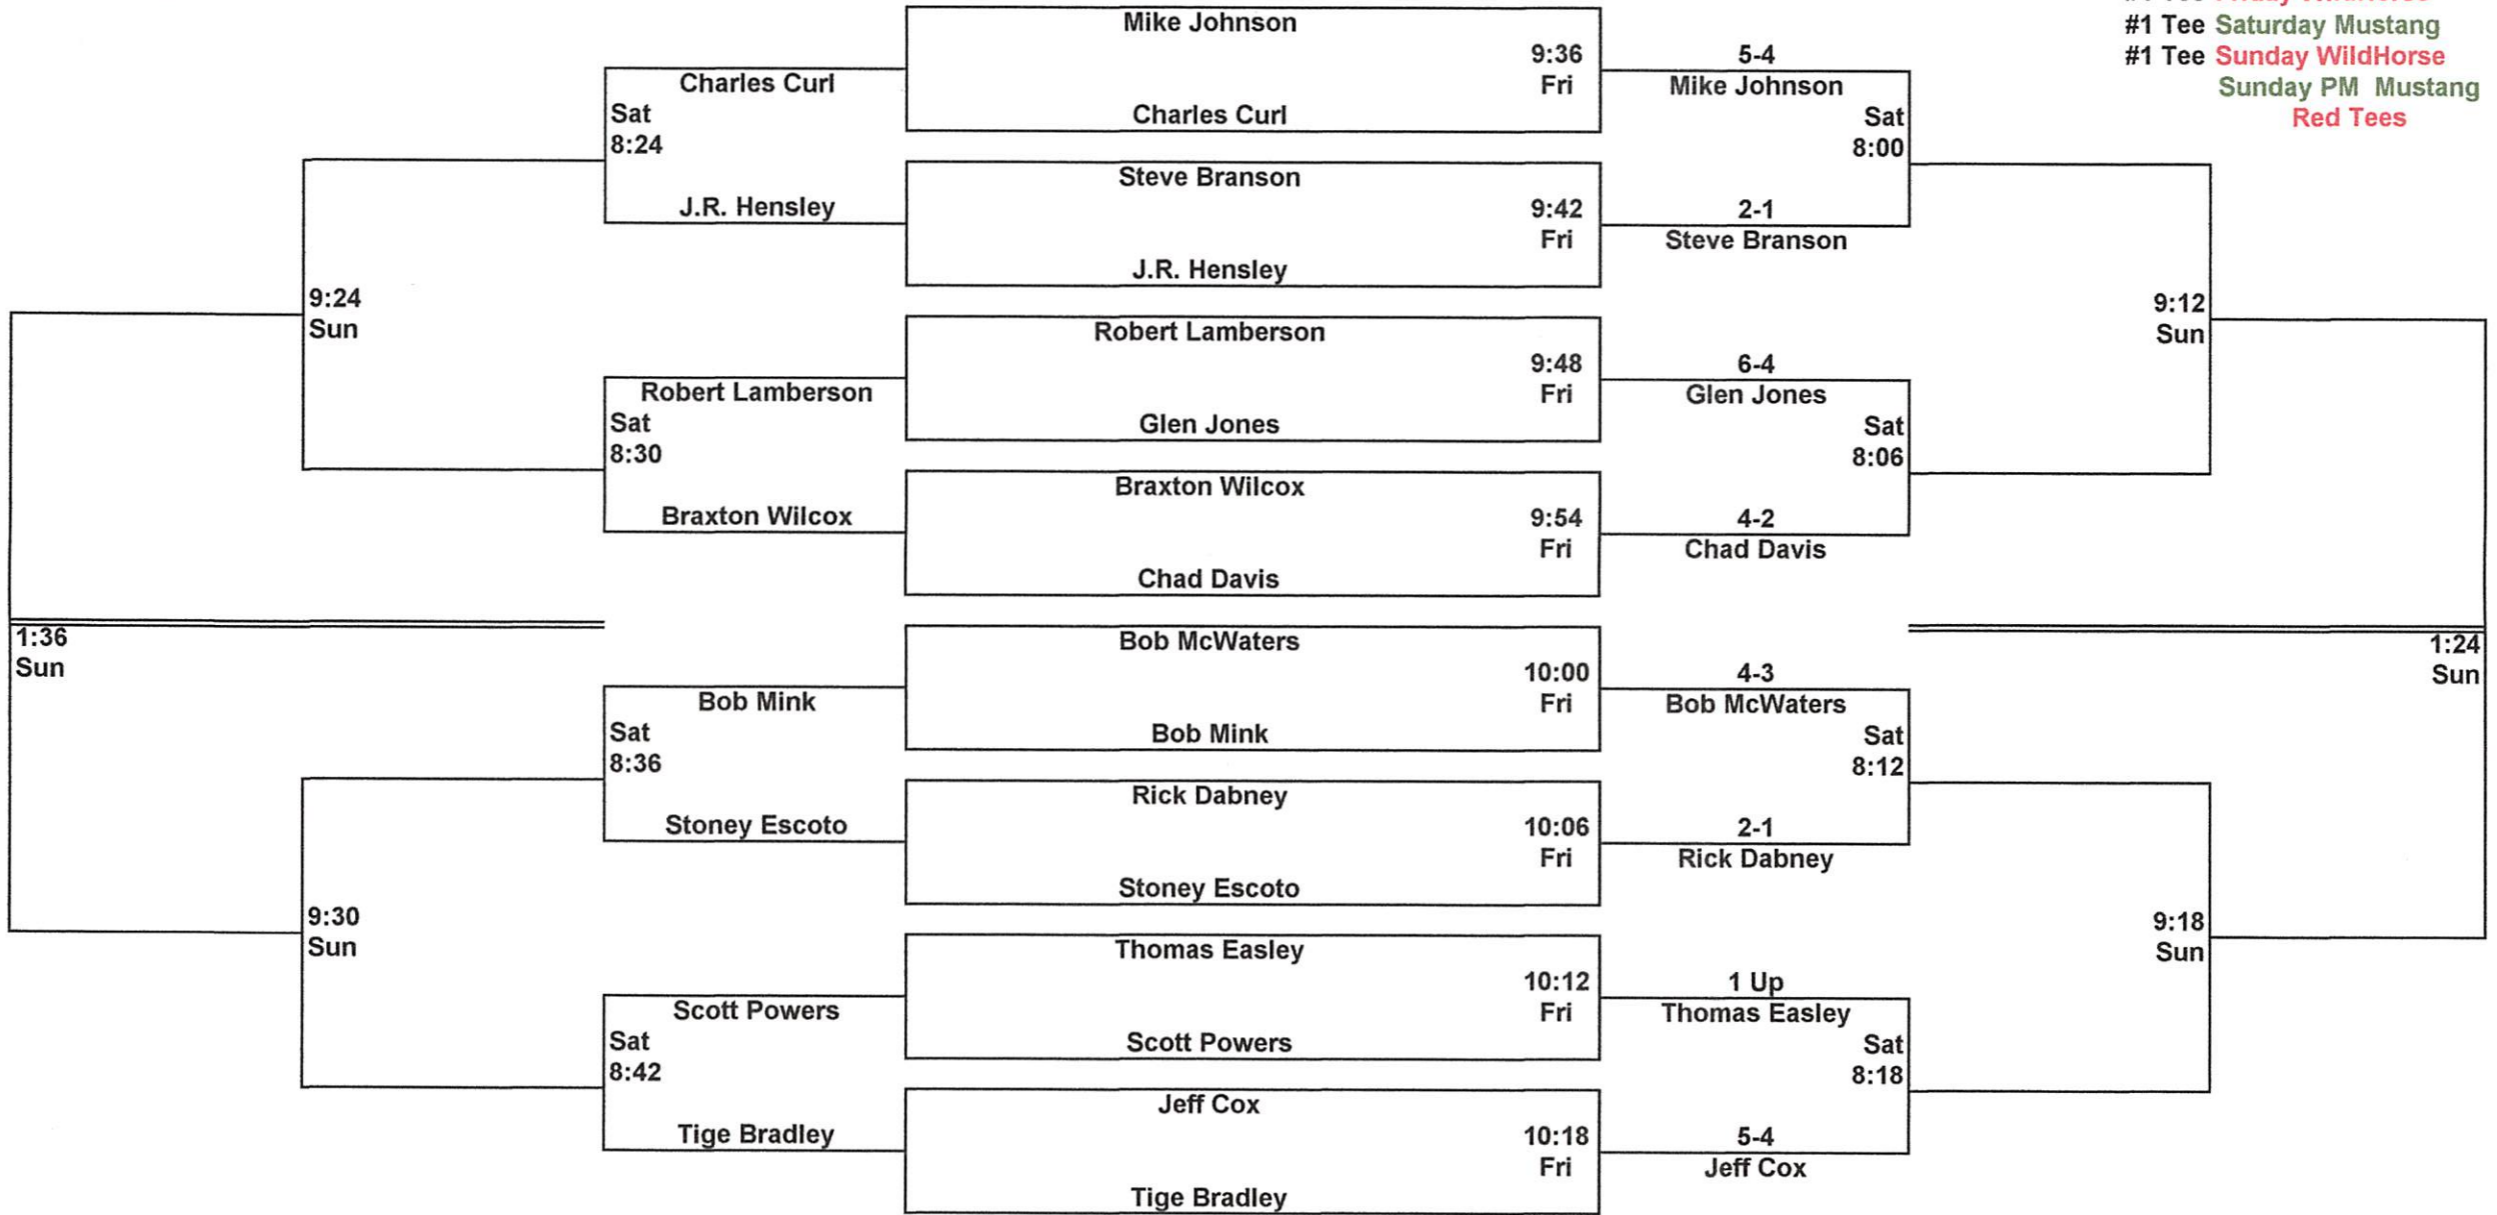 #1 Tee Friday WildHorse
#1 Tee Saturday Mustang
#1 Tee Sunday WildHorse
Sunday PM Mustang
Red Tees
Mike Johnson
9:36
Fri
Charles Curl
Steve Branson
9:42
Fri
J.R. Hensley
Robert Lamberson
9:48
Fri
Glen Jones
Braxton Wilcox
9:54
Fri
Chad Davis
Bob McWaters
10:00
Fri
Bob Mink
Rick Dabney
10:06
Fri
Stoney Escoto
Thomas Easley
10:12
Fri
Scott Powers
Jeff Cox
10:18
Fri
Tige Bradley
Charles Curl
Sat
8:24
J.R. Hensley
Robert Lamberson
Sat
8:30
Braxton Wilcox
Bob Mink
Sat
8:36
Stoney Escoto
Scott Powers
Sat
8:42
Tige Bradley
9:24
Sun
9:30
Sun
1:36
Sun
5-4
Mike Johnson
Sat
8:00
2-1
Steve Branson
6-4
Glen Jones
Sat
8:06
4-2
Chad Davis
4-3
Bob McWaters
Sat
8:12
2-1
Rick Dabney
1 Up
Thomas Easley
Sat
8:18
5-4
Jeff Cox
9:12
Sun
9:18
Sun
1:24
Sun